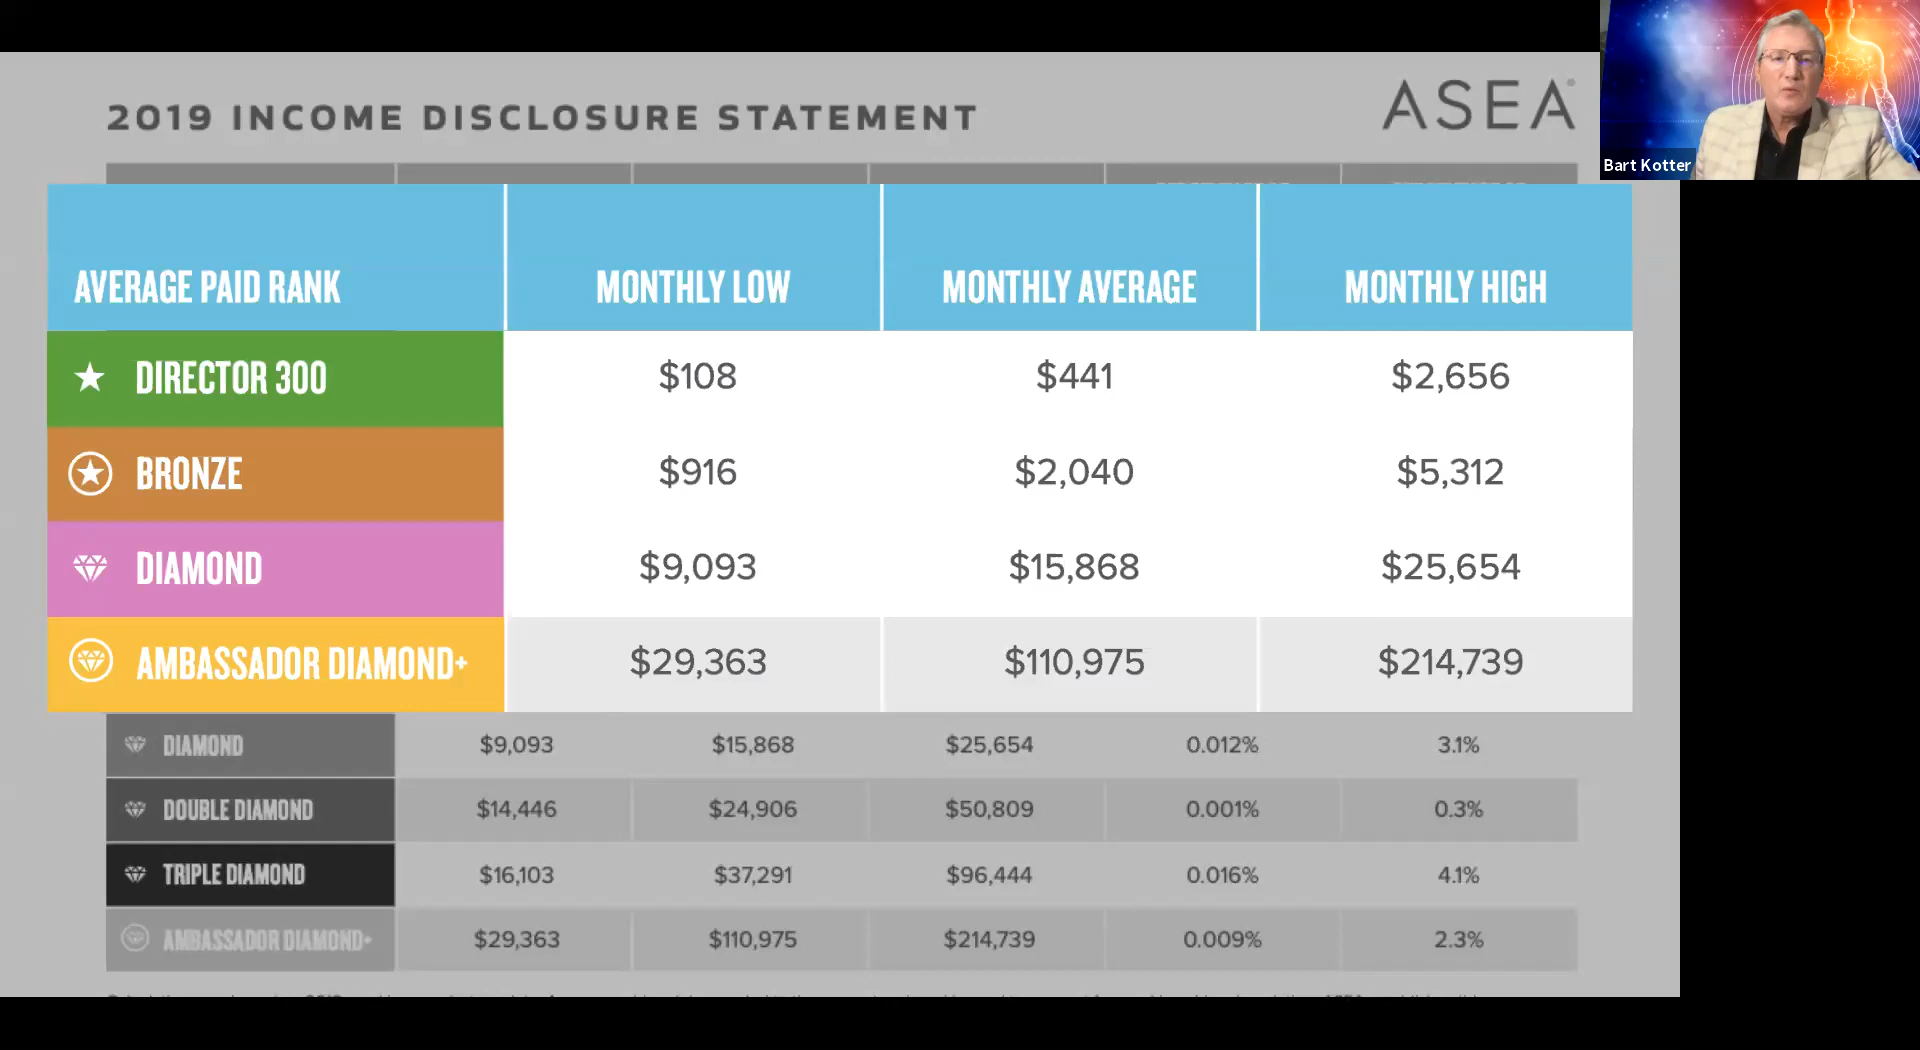 2019 INCOME DISCLOSURE STATEMENT
ASEA®
Bart Kotter
AVERAGE PAID RANK MONTHLY LOW MONTHLY AVERAGE MONTHLY HIGH
DIRECTOR 300 $108 $441 $2,656
BRONZE $916 $2,040 $5,312
DIAMOND $9,093 $15,868 $25,654
AMBASSADOR DIAMOND+ $29,363 $110,975 $214,739
DIAMOND $9,093 $15,868 $25,654 0.012% 3.1%
DOUBLE DIAMOND $14,446 $24,906 $50,809 0.001% 0.3%
TRIPLE DIAMOND $16,103 $37,291 $96,444 0.016% 4.1%
AMBASSADOR DIAMOND+ $29,363 $110,975 $214,739 0.009% 2.3%